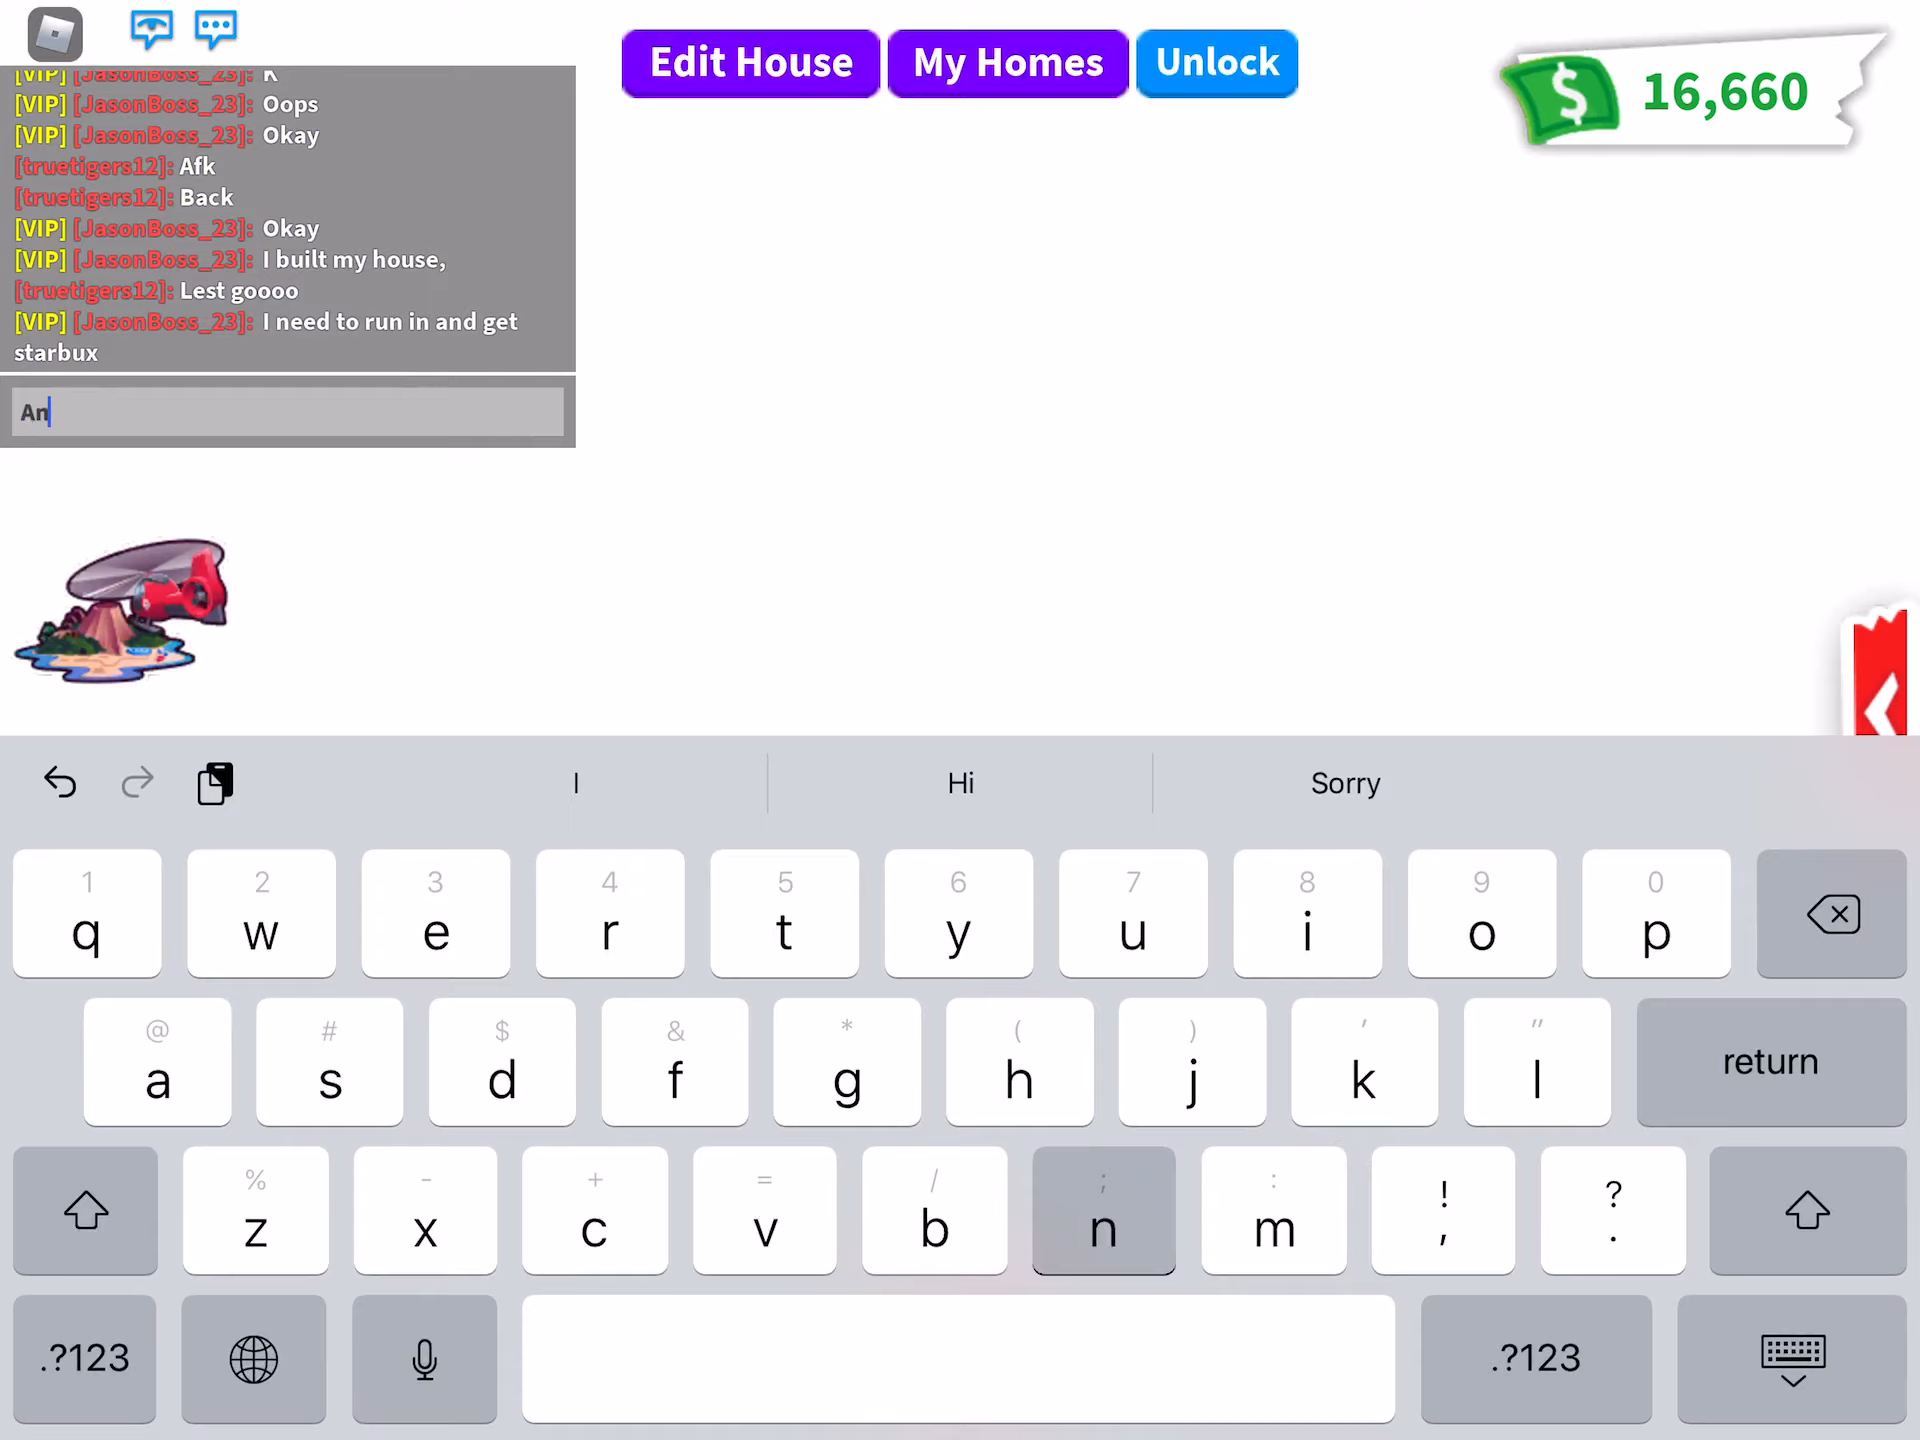 [VIP] [JasonBoss_23]: K
[VIP] [JasonBoss_23]: Oops
[VIP] [JasonBoss_23]: Okay
[truetigers12]: Afk
[truetigers12]: Back
[VIP] [JasonBoss_23]: Okay
[VIP] [JasonBoss_23]: I built my house,
[truetigers12]: Lest goooo
[VIP] [JasonBoss_23]: I need to run in and get
starbux
An
Edit House My Homes Unlock
$ 16,660
I Hi Sorry
1 2 3 4 5 6 7 8 9 0
q w e r t y u i o p
@ # $ & * ( ) ' "
a s d f g h j k l return
% - + = / ; : ! ?
z x c v b n m , .
.?123 .?123